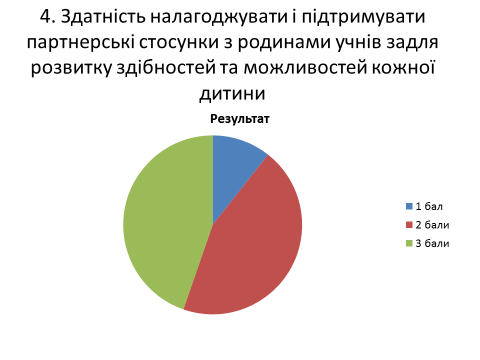 4. Здатність налагоджувати і підтримувати
партнерські стосунки з родинами учнів задля
розвитку здібностей та можливостей кожної
дитини
Результат
1 бал
2 бали
3 бали